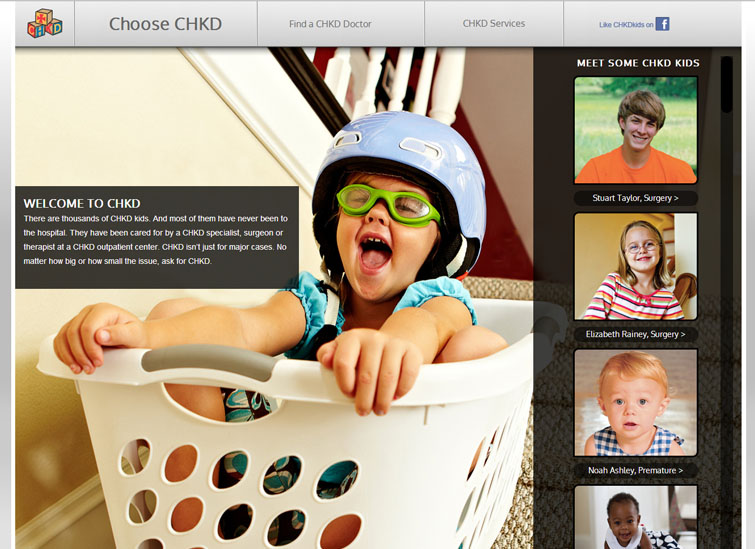 CHKD
Choose CHKD
Find a CHKD Doctor
CHKD Services
Like CHKDkids on f
MEET SOME CHKD KIDS
Stuart Taylor, Surgery >
WELCOME TO CHKD
There are thousands of CHKD kids. And most of them have never been to
the hospital. They have been cared for by a CHKD specialist, surgeon or
therapist at a CHKD outpatient center. CHKD isn't just for major cases. No
matter how big or how small the issue, ask for CHKD.
Elizabeth Rainey, Surgery >
Noah Ashley, Premature >